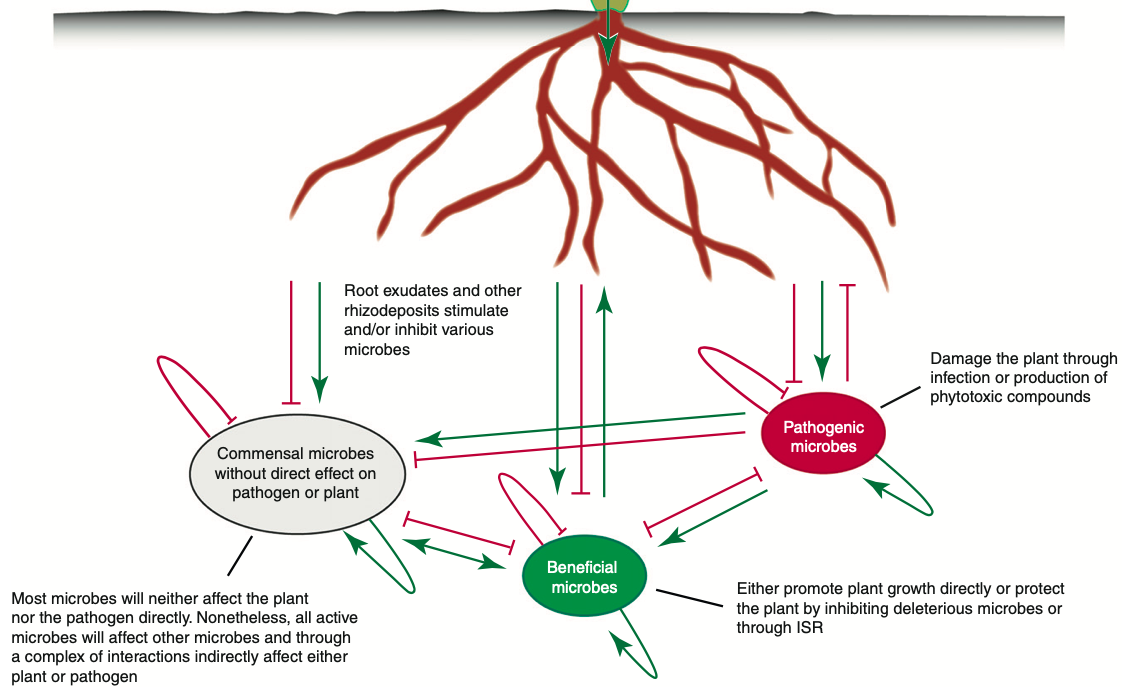 Root exudates and other
rhizodeposits stimulate
and/or inhibit various
microbes
Damage the plant through
infection or production of
phytotoxic compounds
Pathogenic
microbes
Commensal microbes
without direct effect on
pathogen or plant
Beneficial
microbes
Either promote plant growth directly or protect
the plant by inhibiting deleterious microbes or
through ISR
Most microbes will neither affect the plant
nor the pathogen directly. Nonetheless, all active
microbes will affect other microbes and through
a complex of interactions indirectly affect either
plant or pathogen